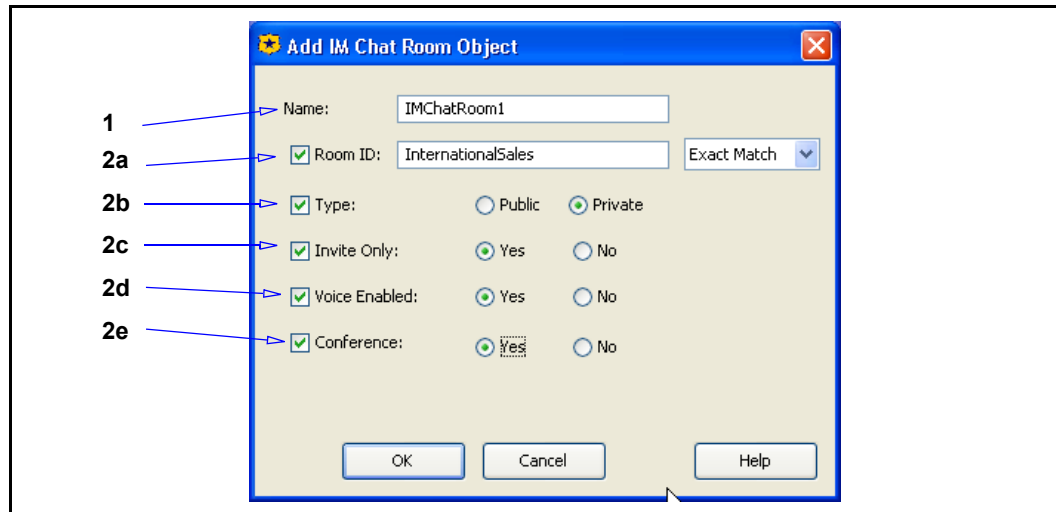 Add IM Chat Room Object
1 Name: IMChatRoom1
2a Room ID: InternationalSales Exact Match
2b Type: Public Private
2c Invite Only: Yes No
2d Voice Enabled: Yes No
2e Conference: Yes No
OK Cancel Help